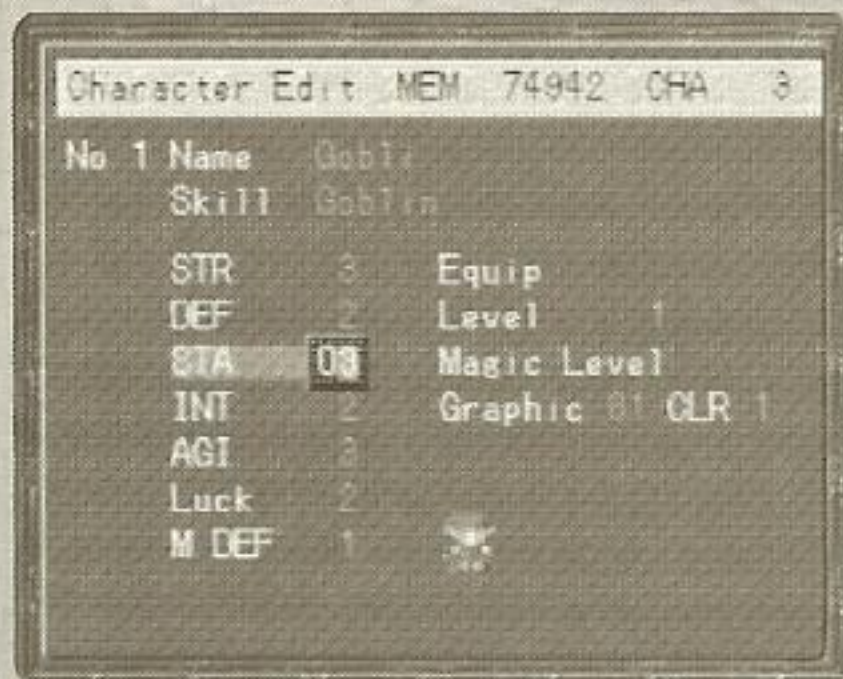 Character Edit MEM 74942 CHA 3
No 1 Name Gobli
Skill Goblin
STR 3 Equip
DEF 2 Level 1
STA 03 Magic Level
INT 2 Graphic 01 CLR 1
AGI 3
Luck 2
M DEF 1